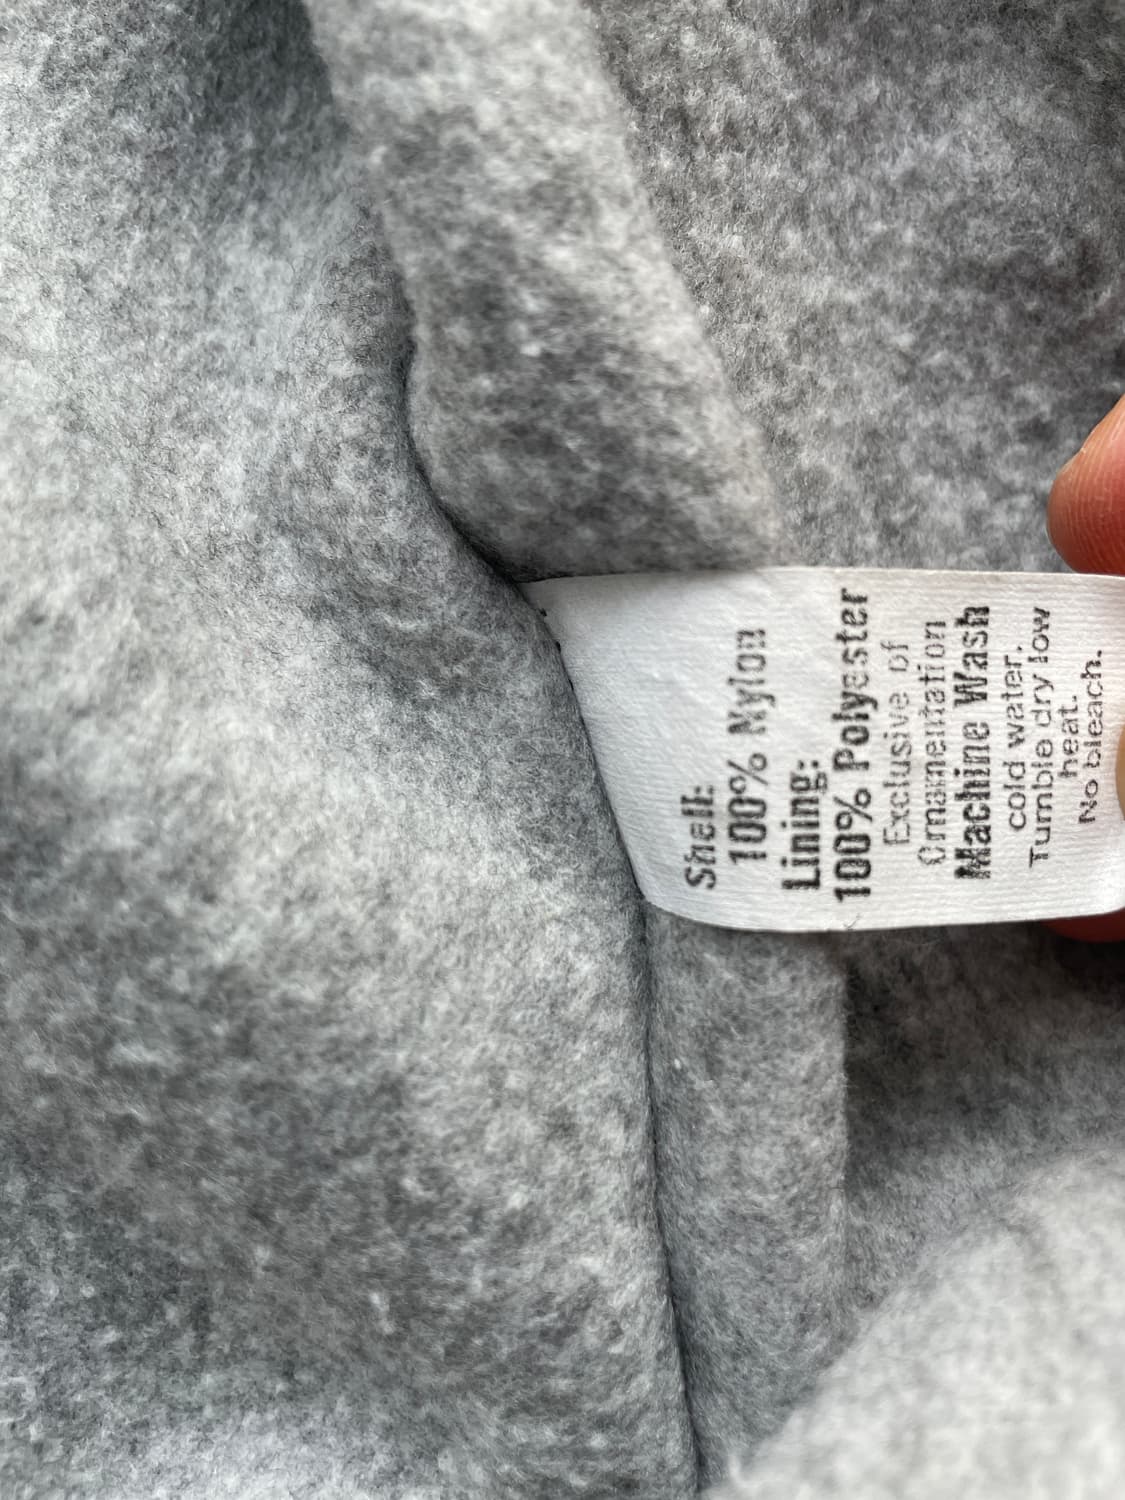 Shell:
100% Nylon
Lining:
100% Polyester
Exclusive of
Ornamentation
Machine Wash
cold water.
Tumble dry low
heat.
No bleach.